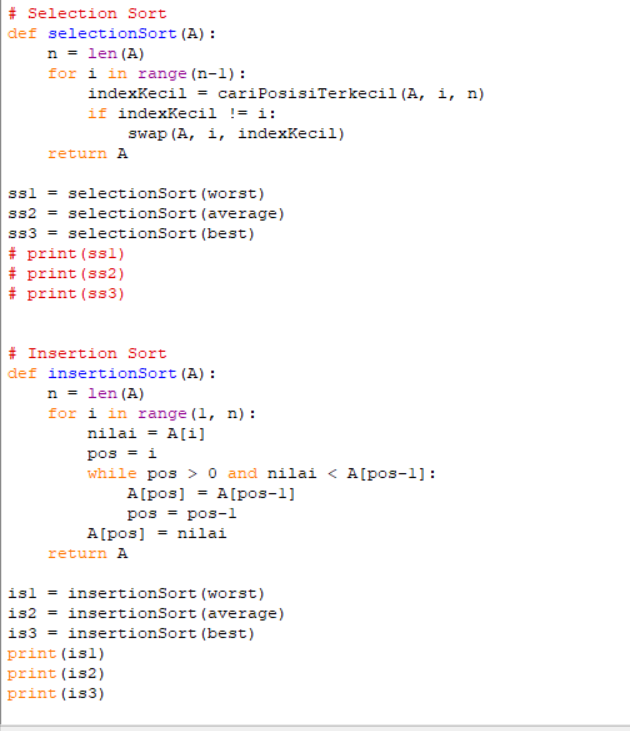 # Selection Sort
def selectionSort(A):
    n = len(A)
    for i in range(n-1):
        indexKecil = cariPosisiTerkecil(A, i, n)
        if indexKecil != i:
            swap(A, i, indexKecil)
    return A

ss1 = selectionSort(worst)
ss2 = selectionSort(average)
ss3 = selectionSort(best)
# print(ss1)
# print(ss2)
# print(ss3)


# Insertion Sort
def insertionSort(A):
    n = len(A)
    for i in range(1, n):
        nilai = A[i]
        pos = i
        while pos > 0 and nilai < A[pos-1]:
            A[pos] = A[pos-1]
            pos = pos-1
        A[pos] = nilai
    return A

is1 = insertionSort(worst)
is2 = insertionSort(average)
is3 = insertionSort(best)
print(is1)
print(is2)
print(is3)